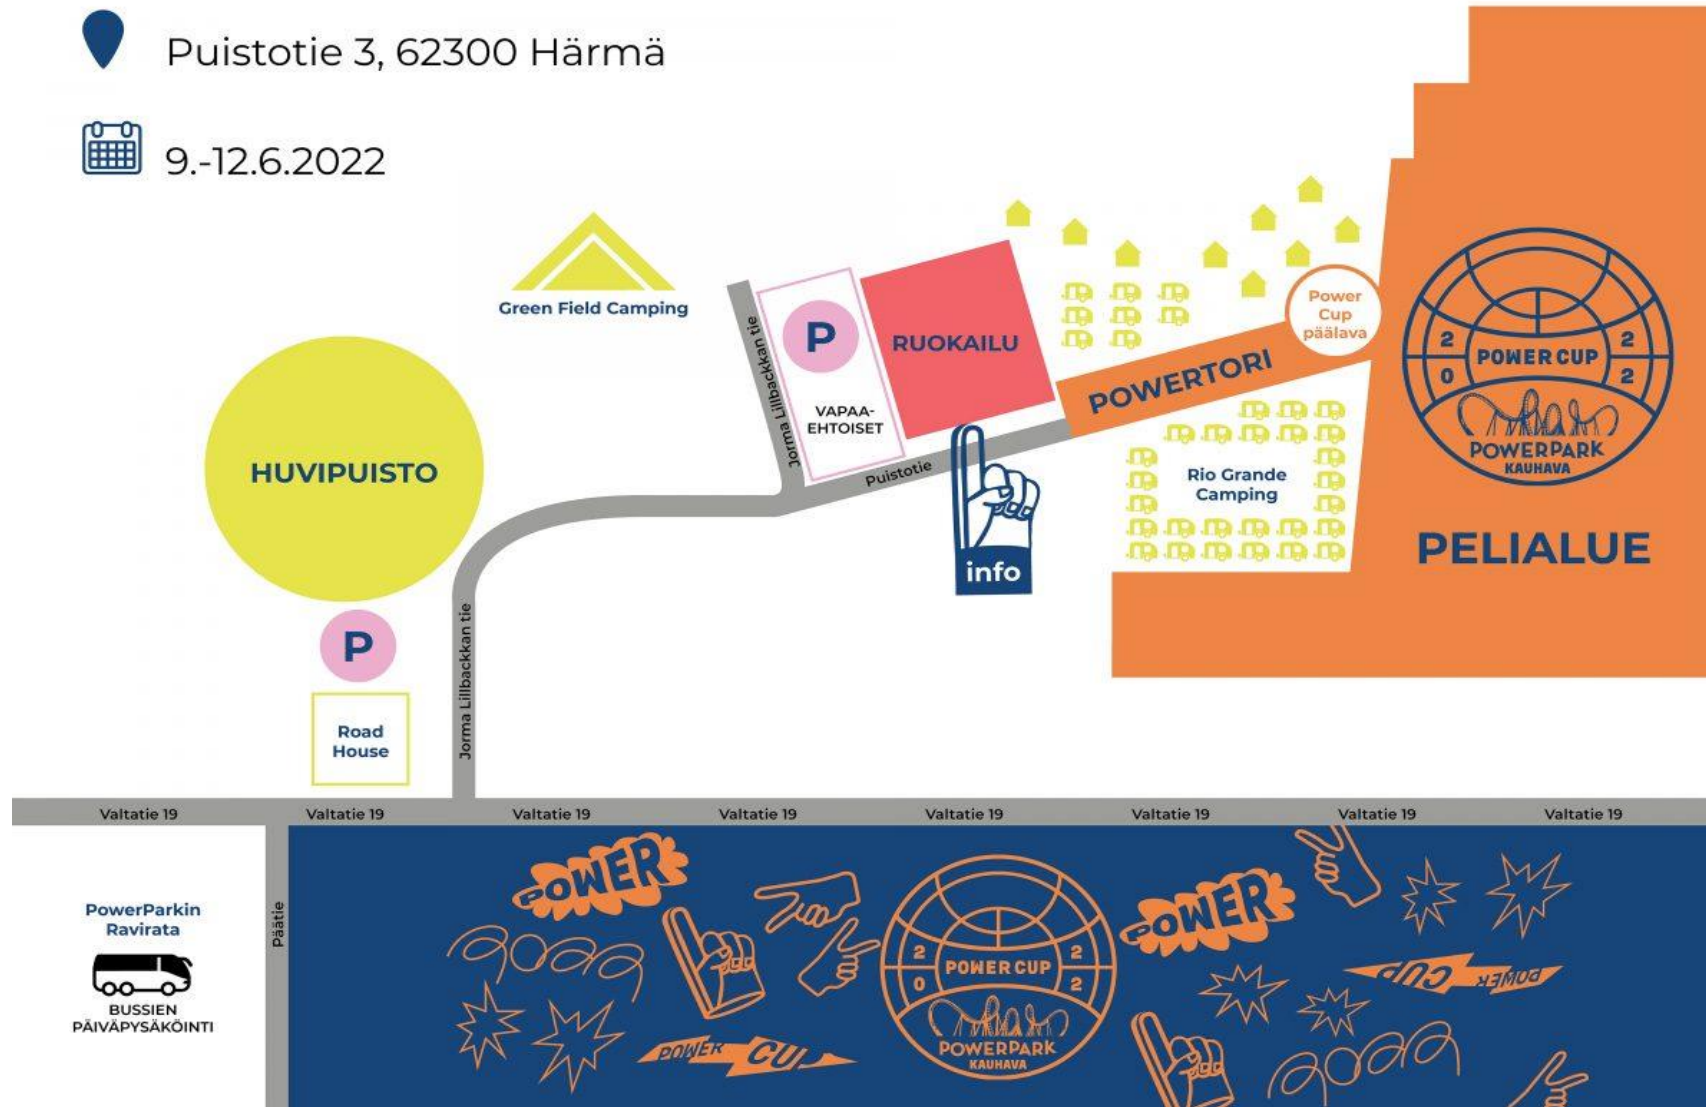 Puistotie 3, 62300 Härmä
9.-12.6.2022
Green Field Camping
Jorma Lillbackkan tie
P
VAPAA-
EHTOISET
RUOKAILU
Puistotie
info
POWERTORI
Power
Cup
päälava
Rio Grande
Camping
2 2
POWER CUP
0 2
POWERPARK
KAUHAVA
PELIALUE
HUVIPUISTO
P
Road
House
Jorma Lillbackkan tie
Valtatie 19
Valtatie 19
Valtatie 19
Valtatie 19
Valtatie 19
Valtatie 19
Valtatie 19
Valtatie 19
PowerParkin
Ravirata
BUSSIEN
PÄIVÄPYSÄKÖINTI
Päätie
POWER
POWER CUP
2 2
POWER CUP
0 2
POWERPARK
KAUHAVA
POWER
POWER CUP